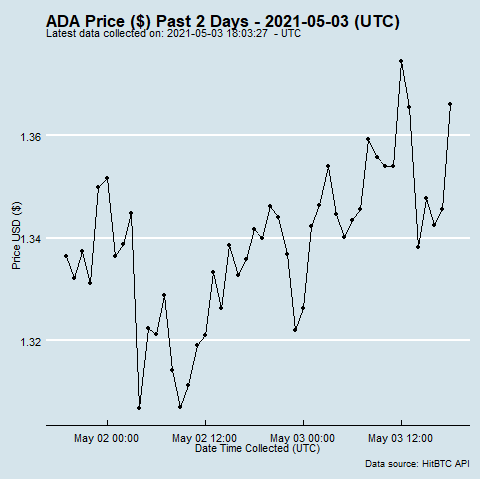 ADA Price ($) Past 2 Days - 2021-05-03 (UTC)
Latest data collected on: 2021-05-03 18:03:27  - UTC
1.36
1.34
1.32
Price USD ($)
May 02 00:00
May 02 12:00
May 03 00:00
May 03 12:00
Date Time Collected (UTC)
Data source: HitBTC API